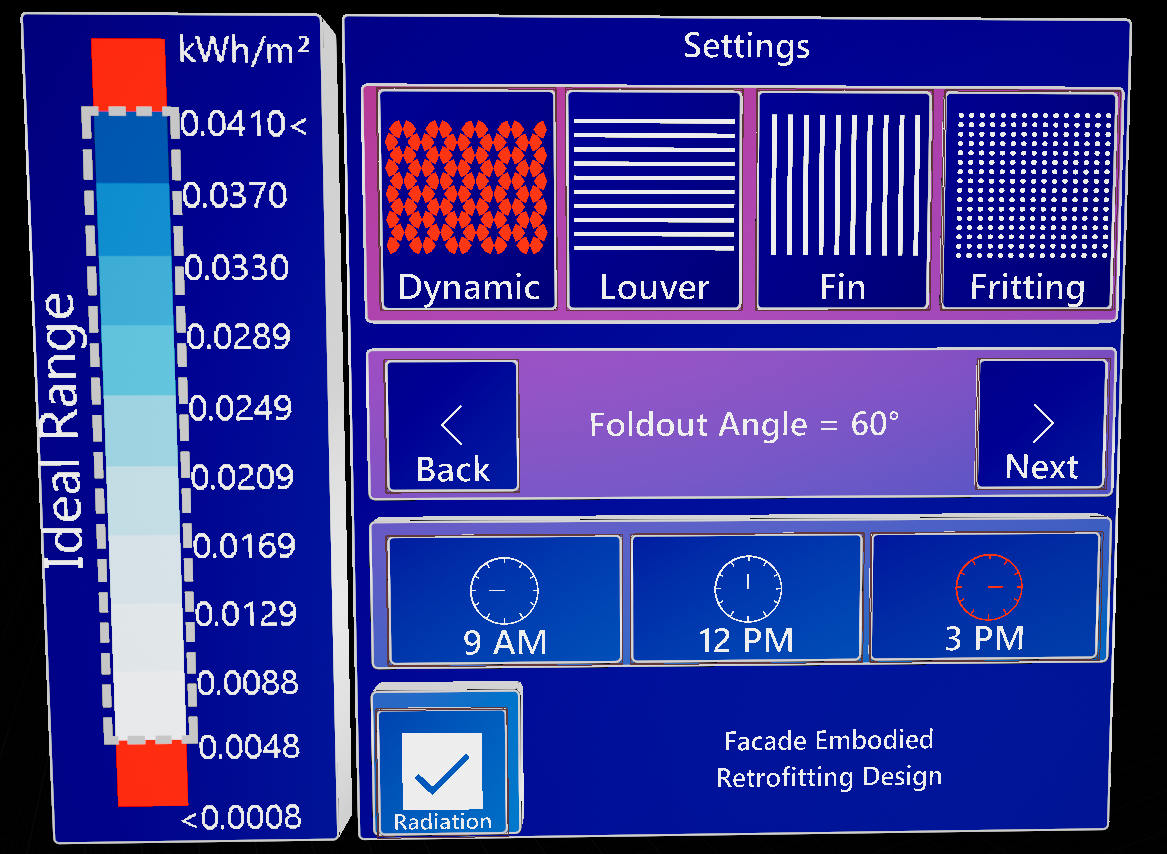 kWh/m²
0.0410<
0.0370
0.0330
0.0289
0.0249
0.0209
0.0169
0.0129
0.0088
0.0048
<0.0008
Ideal Range
Settings
Dynamic
Louver
Fin
Fritting
Back
Foldout Angle = 60°
Next
9 AM
12 PM
3 PM
Radiation
Facade Embodied
Retrofitting Design